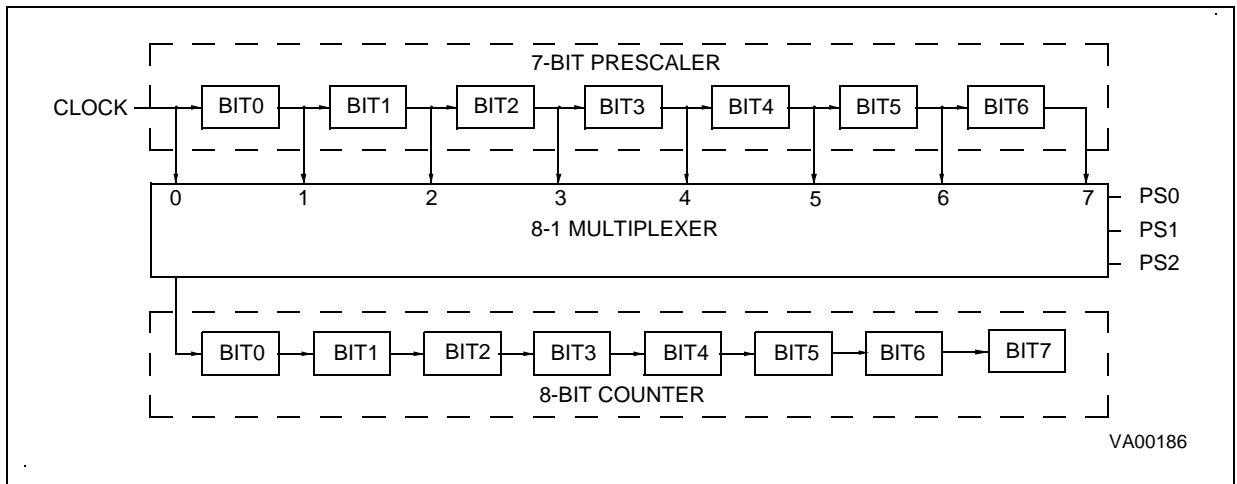 7-BIT PRESCALER
CLOCK BIT0 BIT1 BIT2 BIT3 BIT4 BIT5 BIT6
0 1 2 3 4 5 6 7 PS0
8-1 MULTIPLEXER
PS1
PS2
BIT0 BIT1 BIT2 BIT3 BIT4 BIT5 BIT6 BIT7
8-BIT COUNTER
VA00186